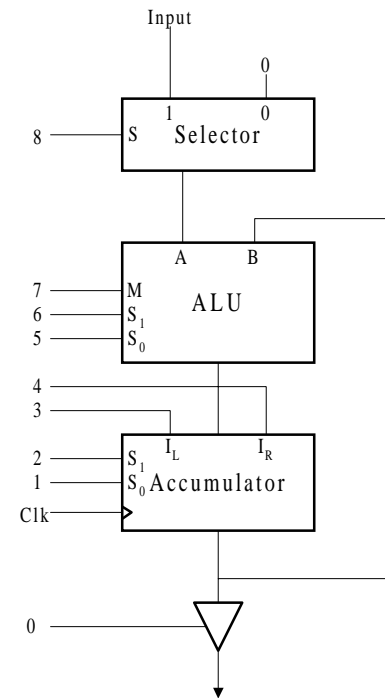 Input
0
1 0
8 S Selector
A B
7 M
ALU
6 S1
5 S0
4
3
IL IR
2 S1
1 S0 Accumulator
Clk
0